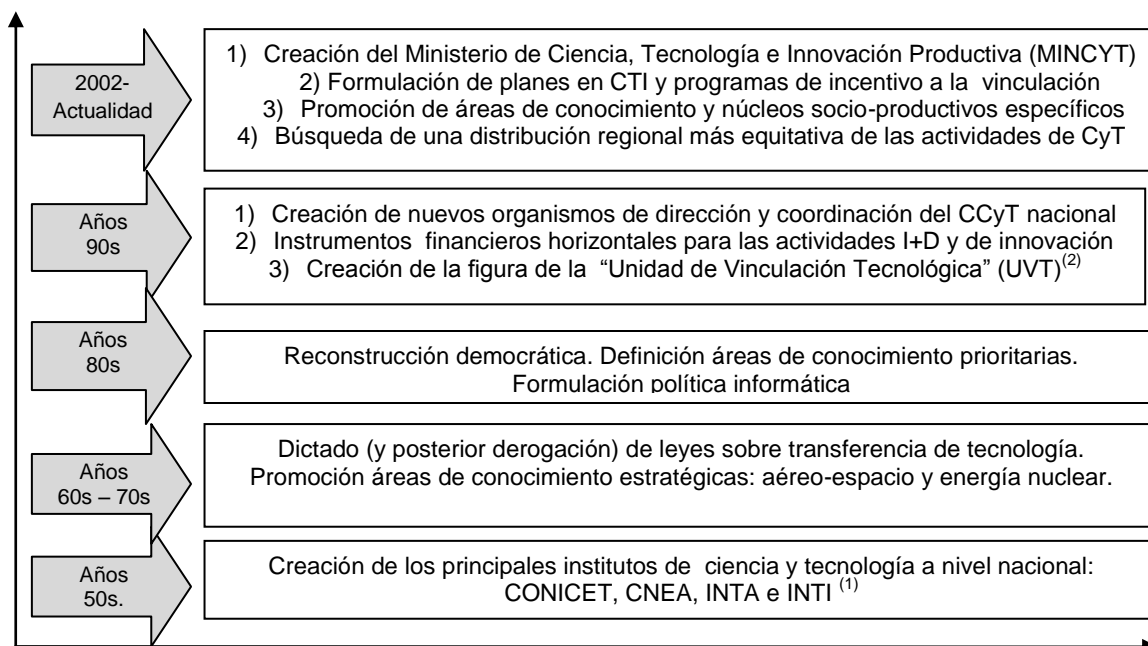 2002-
Actualidad
1) Creación del Ministerio de Ciencia, Tecnología e Innovación Productiva (MINCYT)
2) Formulación de planes en CTI y programas de incentivo a la vinculación
3) Promoción de áreas de conocimiento y núcleos socio-productivos específicos
4) Búsqueda de una distribución regional más equitativa de las actividades de CyT
Años
90s
1) Creación de nuevos organismos de dirección y coordinación del CCyT nacional
2) Instrumentos financieros horizontales para las actividades I+D y de innovación
3) Creación de la figura de la “Unidad de Vinculación Tecnológica” (UVT)(2)
Años
80s
Reconstrucción democrática. Definición áreas de conocimiento prioritarias.
Formulación política informática
Años
60s – 70s
Dictado (y posterior derogación) de leyes sobre transferencia de tecnología.
Promoción áreas de conocimiento estratégicas: aéreo-espacio y energía nuclear.
Años
50s.
Creación de los principales institutos de ciencia y tecnología a nivel nacional:
CONICET, CNEA, INTA e INTI (1)